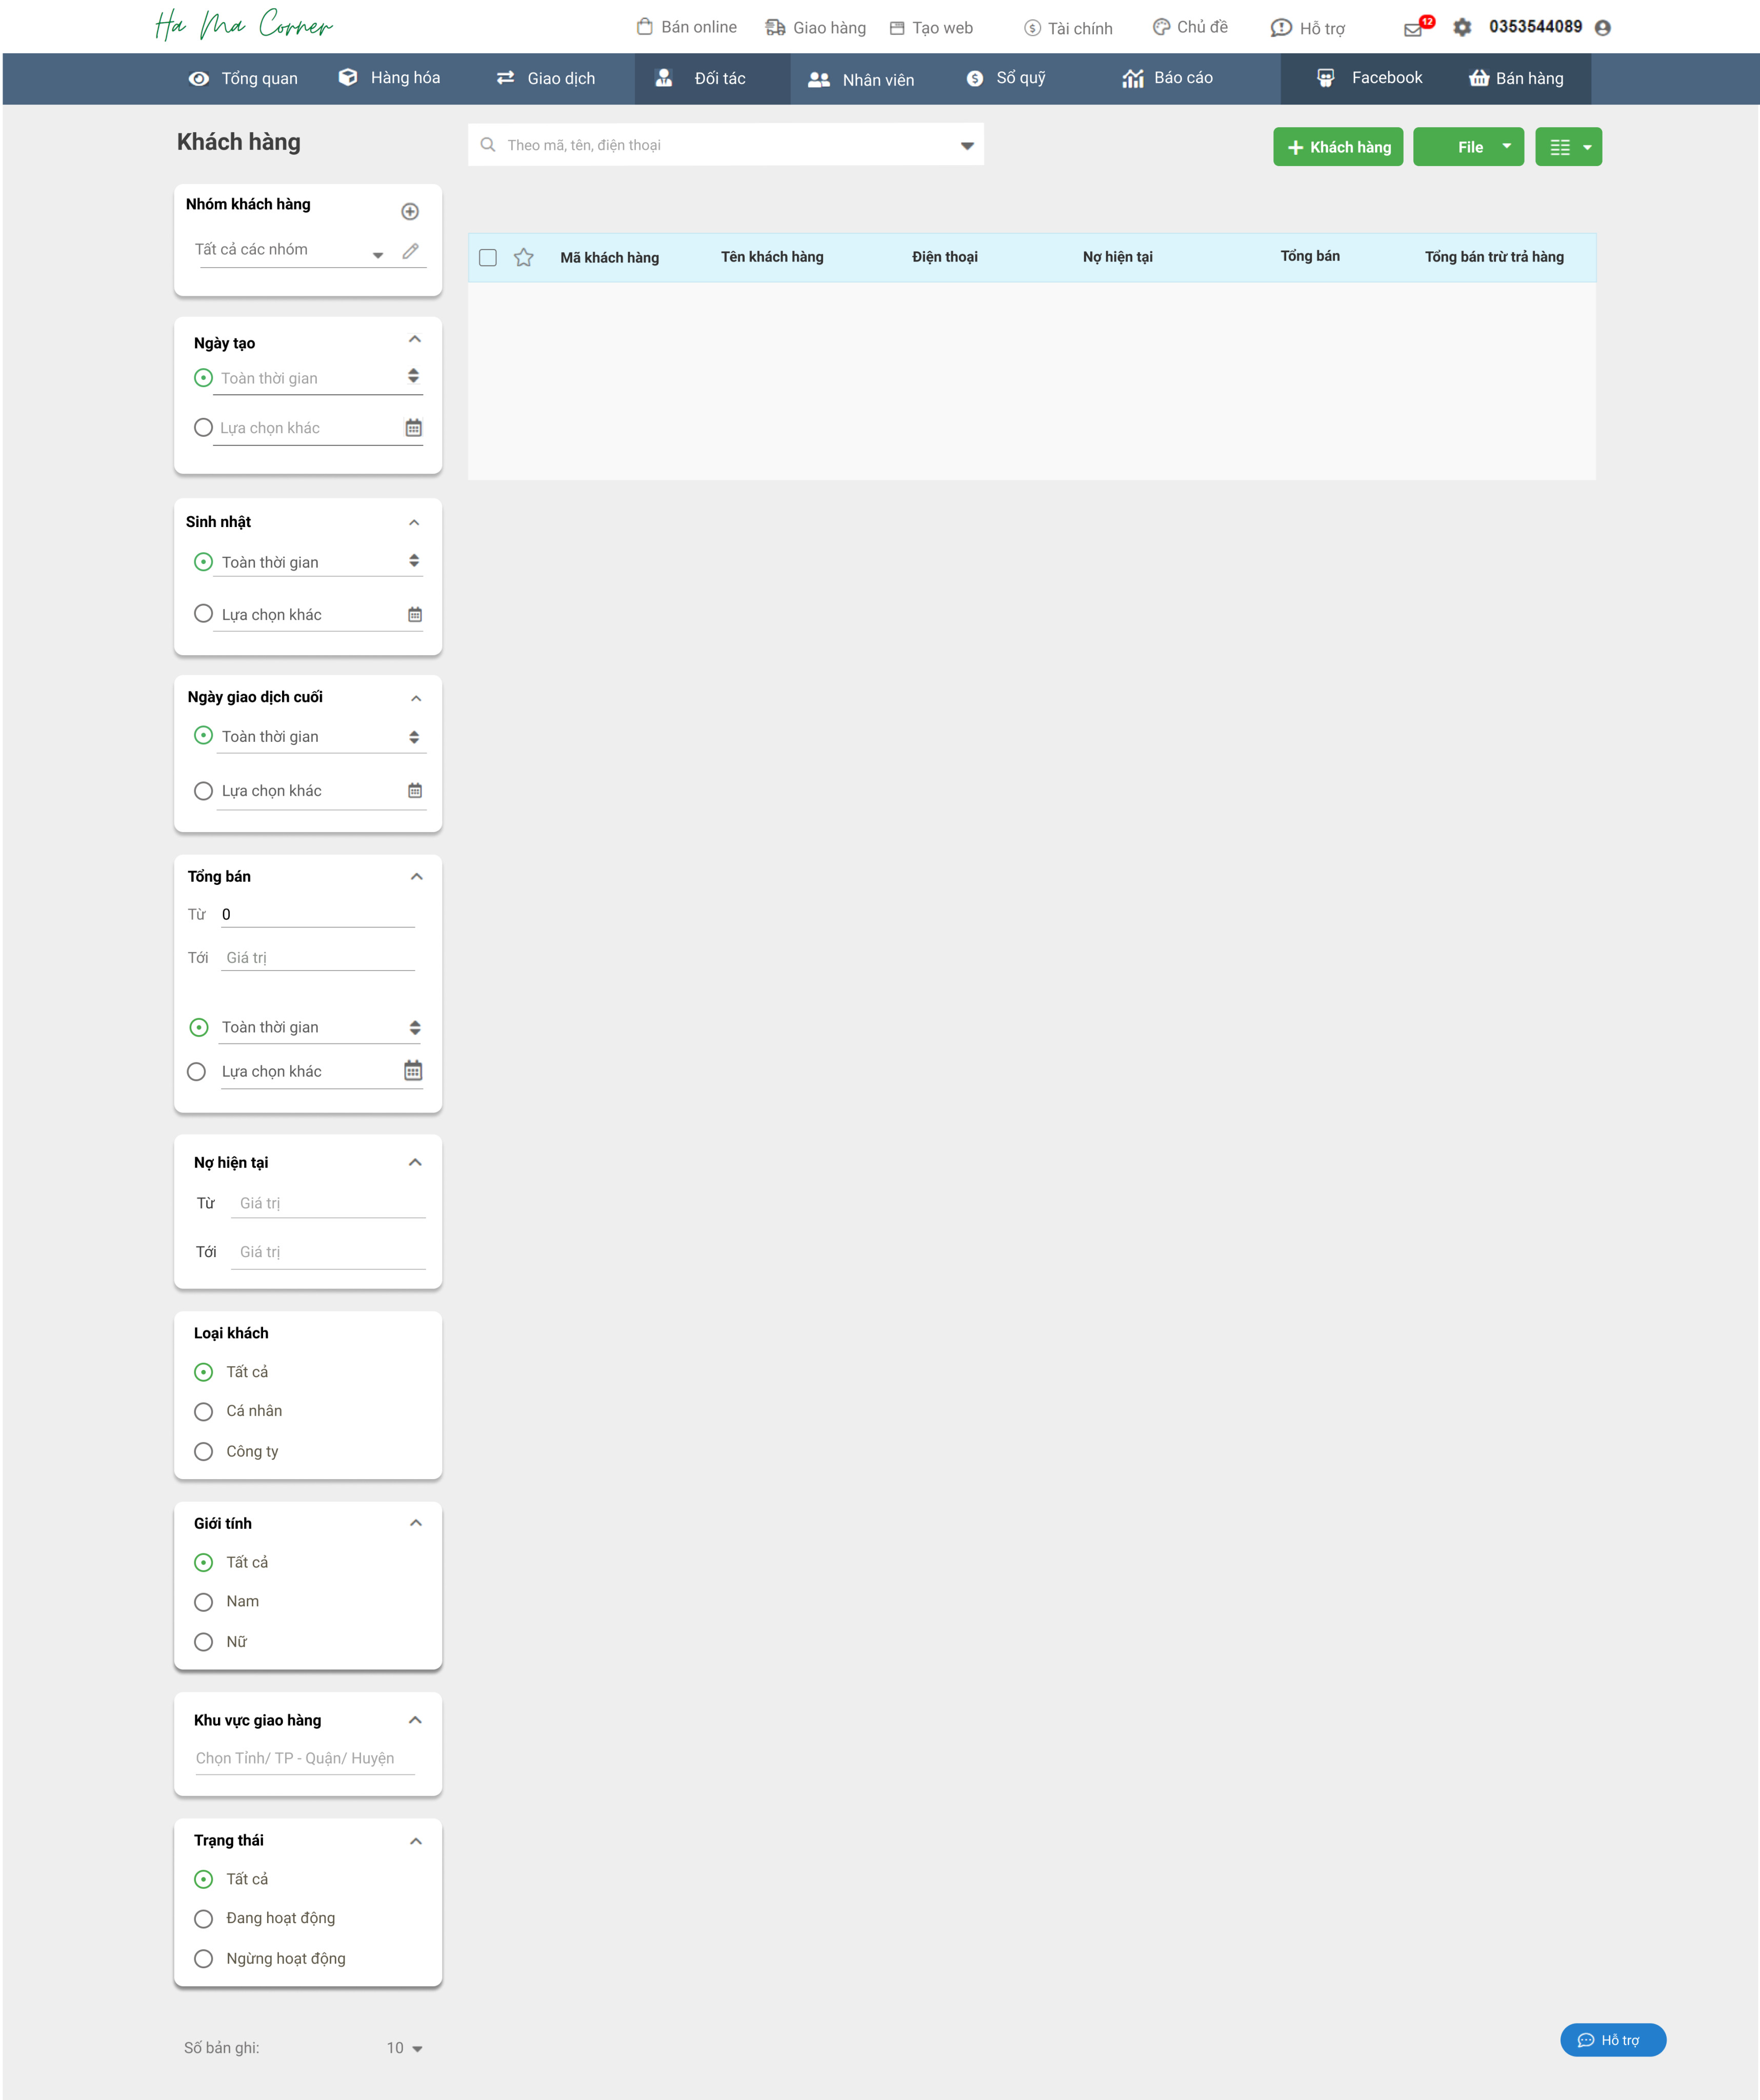 Ha Ma Corner
Bán online Giao hàng Tạo web Tài chính Chủ đề Hỗ trợ 12 0353544089
Tổng quan Hàng hóa Giao dịch Đối tác Nhân viên Sổ quỹ Báo cáo Facebook Bán hàng
Khách hàng
Theo mã, tên, điện thoại
Khách hàng File
Nhóm khách hàng
Tất cả các nhóm
Mã khách hàng Tên khách hàng Điện thoại Nợ hiện tại Tổng bán Tổng bán trừ trả hàng
Ngày tạo
Toàn thời gian
Lựa chọn khác
Sinh nhật
Toàn thời gian
Lựa chọn khác
Ngày giao dịch cuối
Toàn thời gian
Lựa chọn khác
Tổng bán
Từ 0
Tới Giá trị
Toàn thời gian
Lựa chọn khác
Nợ hiện tại
Từ Giá trị
Tới Giá trị
Loại khách
Tất cả
Cá nhân
Công ty
Giới tính
Tất cả
Nam
Nữ
Khu vực giao hàng
Chọn Tỉnh/ TP - Quận/ Huyện
Trạng thái
Tất cả
Đang hoạt động
Ngừng hoạt động
Số bản ghi: 10
Hỗ trợ